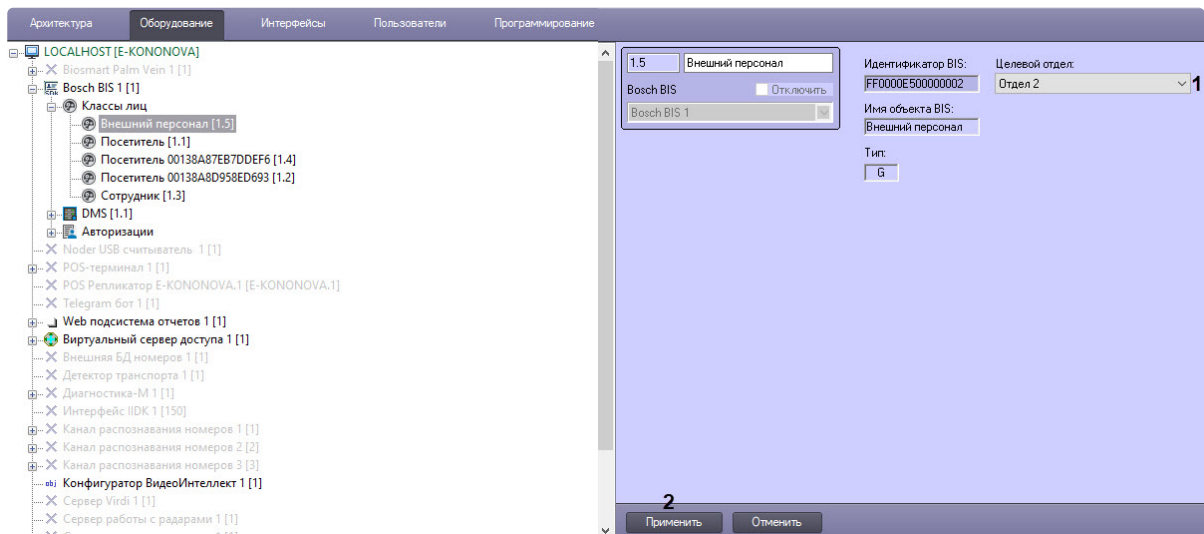 Архитектура Оборудование Интерфейсы Пользователи Программирование
LOCALHOST [E-KONONOVA]
Biosmart Palm Vein 1 [1]
Bosch BIS 1 [1]
Классы лиц
Внешний персонал [1.5]
Посетитель [1.1]
Посетитель 00138A87EB7DDEF6 [1.4]
Посетитель 00138A8D958ED693 [1.2]
Сотрудник [1.3]
DMS [1.1]
Авторизации
Noder USB считыватель 1 [1]
POS-терминал 1 [1]
POS Репликатор E-KONONOVA.1 [E-KONONOVA.1]
Telegram бот 1 [1]
Web подсистема отчетов 1 [1]
Виртуальный сервер доступа 1 [1]
Внешняя БД номеров 1 [1]
Детектор транспорта 1 [1]
Диагностика-М 1 [1]
Интерфейс IIDK 1 [150]
Канал распознавания номеров 1 [1]
Канал распознавания номеров 2 [2]
Канал распознавания номеров 3 [3]
obj Конфигуратор ВидеоИнтеллект 1 [1]
Сервер Virdi 1 [1]
Сервер работы с радарами 1 [1]
1.5 Внешний персонал
Bosch BIS Отключить
Bosch BIS 1
Идентификатор BIS:
FF0000E500000002
Имя объекта BIS:
Внешний персонал
Тип:
G
Целевой отдел:
Отдел 2 1
2
Применить Отменить